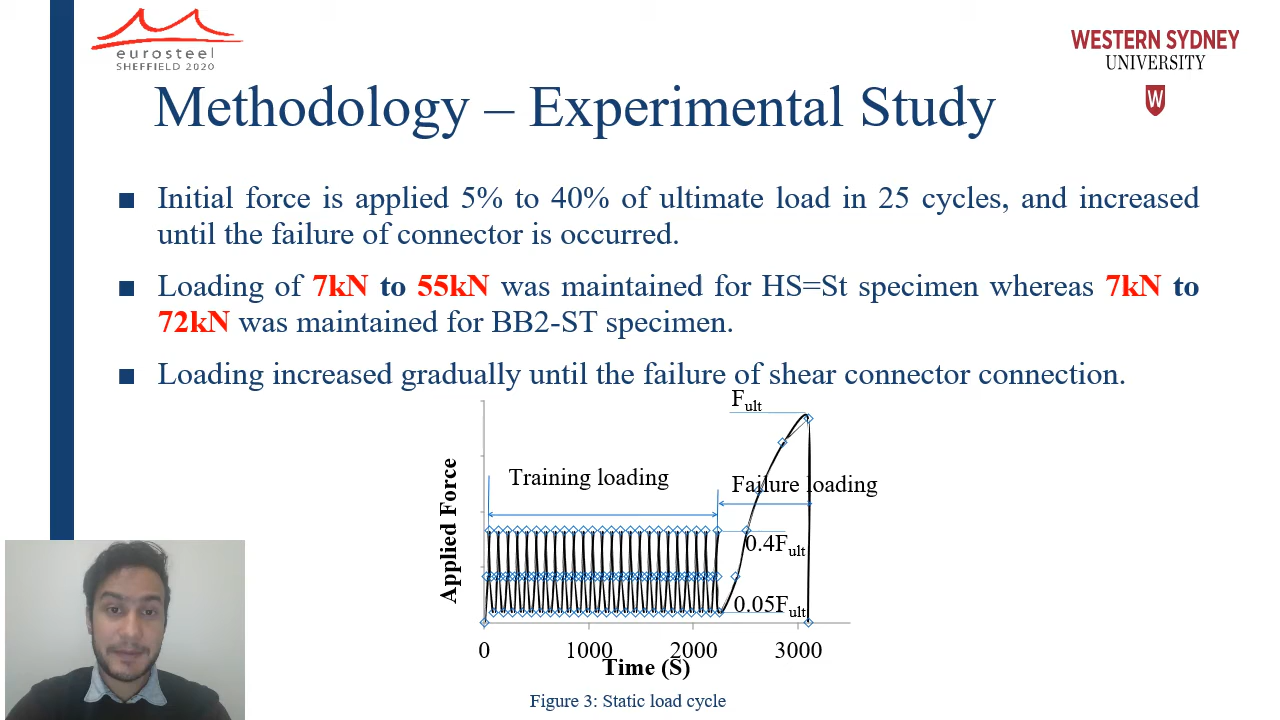 eurosteel
SHEFFIELD 2020
WESTERN SYDNEY
UNIVERSITY
W
Methodology – Experimental Study
■ Initial force is applied 5% to 40% of ultimate load in 25 cycles, and increased
until the failure of connector is occurred.
■ Loading of 7kN to 55kN was maintained for HS=St specimen whereas 7kN to
72kN was maintained for BB2-ST specimen.
■ Loading increased gradually until the failure of shear connector connection.
Fult
Training loading
Failure loading
Applied Force
0.4Fult
0.05Fult
0 1000 2000 3000
Time (S)
Figure 3: Static load cycle